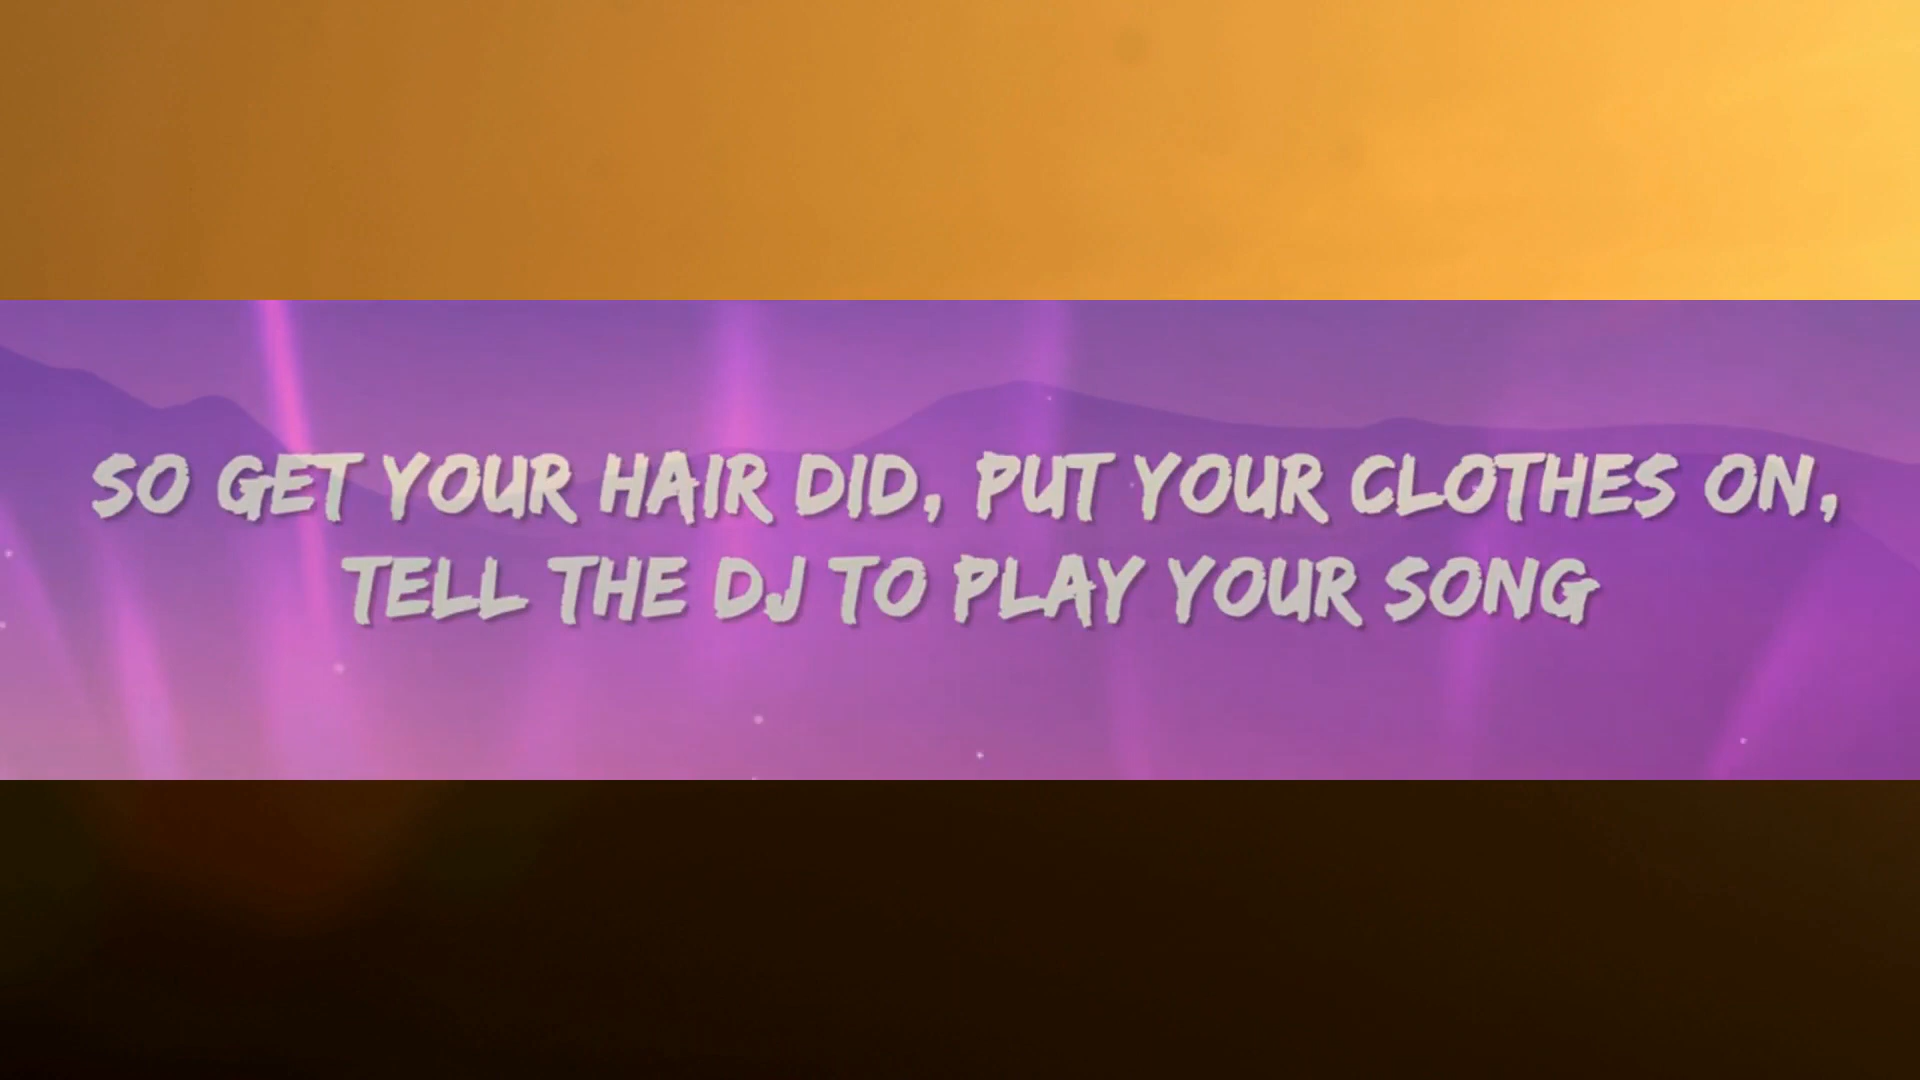 SO GET YOUR HAIR DID, PUT YOUR CLOTHES ON,
TELL THE DJ TO PLAY YOUR SONG